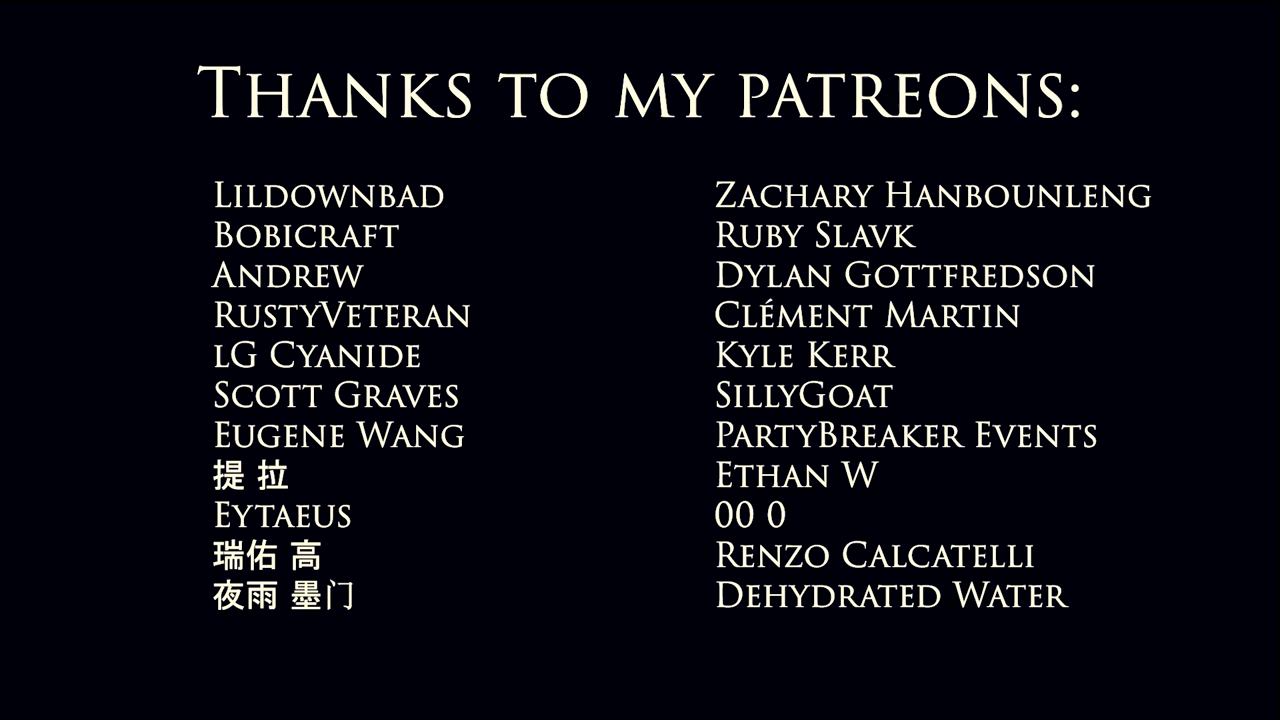 Thanks to my patreons:
Lildownbad
Bobicraft
Andrew
RustyVeteran
lG Cyanide
Scott Graves
Eugene Wang
提 拉
Eytaeus
瑞佑 高
夜雨 墨门
Zachary Hanbounleng
Ruby Slavk
Dylan Gottfredson
Clément Martin
Kyle Kerr
SillyGoat
PartyBreaker Events
Ethan W
00 0
Renzo Calcatelli
Dehydrated Water